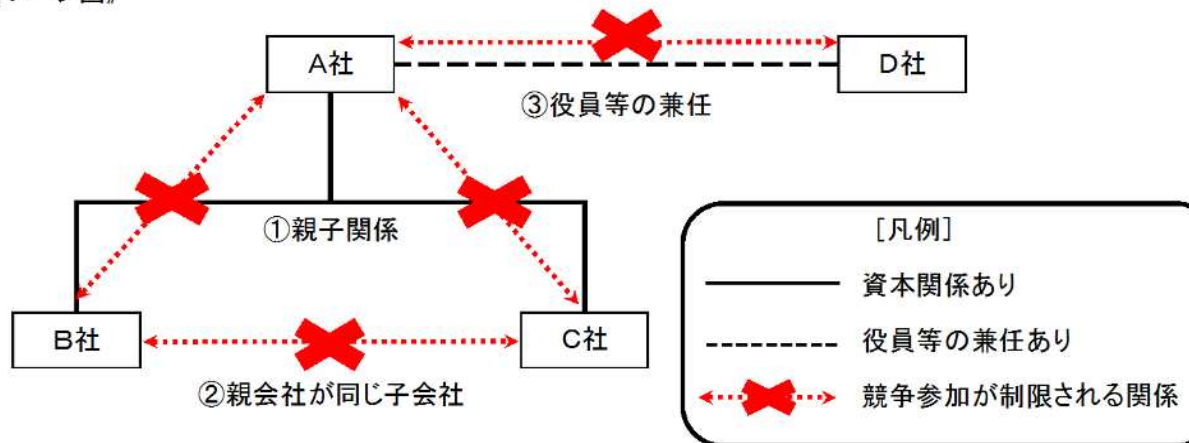 A社
D社
③役員等の兼任
①親子関係
B社
C社
②親会社が同じ子会社
[凡例]
資本関係あり
役員等の兼任あり
競争参加が制限される関係